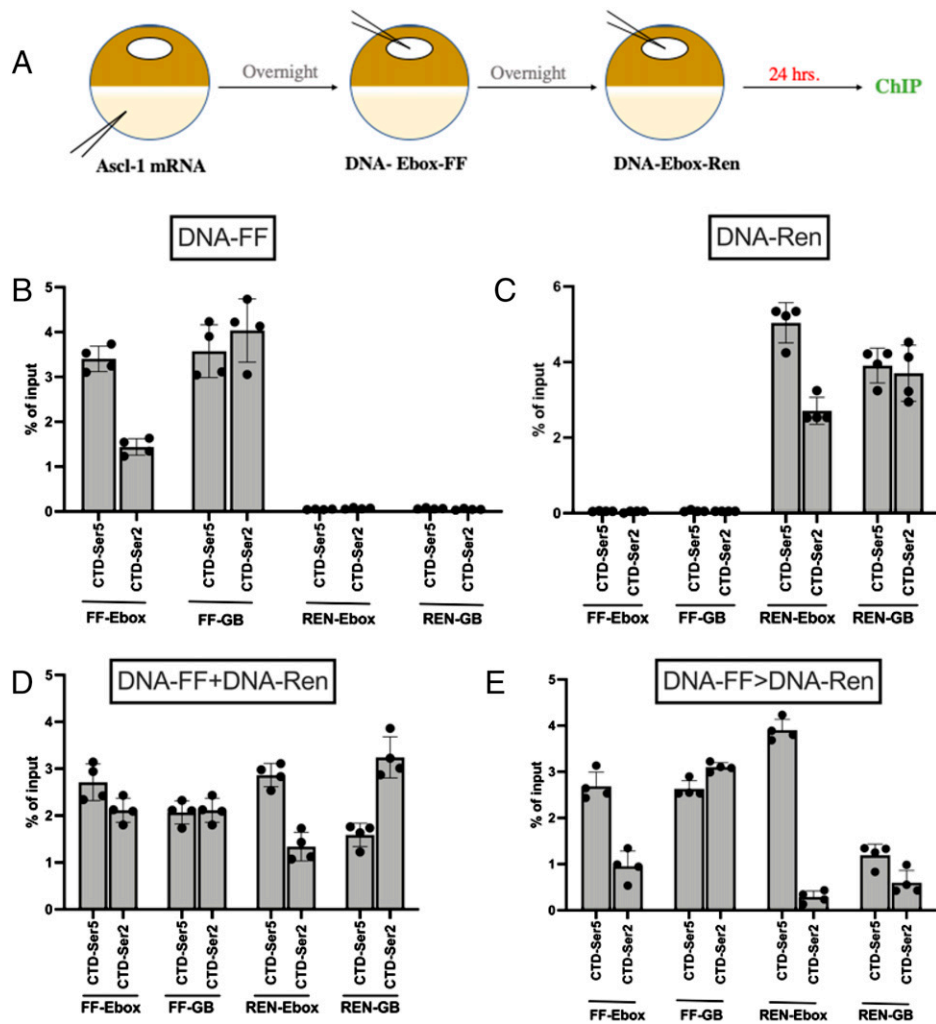 A
Overnight
Overnight
24 hrs.
ChIP
Ascl-1 mRNA
DNA- Ebox-FF
DNA-Ebox-Ren
DNA-FF
DNA-Ren
B
5
4
3
2
1
0
% of input
CTD-Ser5
CTD-Ser2
CTD-Ser5
CTD-Ser2
CTD-Ser5
CTD-Ser2
CTD-Ser5
CTD-Ser2
FF-Ebox
FF-GB
REN-Ebox
REN-GB
C
6
4
2
0
% of input
CTD-Ser5
CTD-Ser2
CTD-Ser5
CTD-Ser2
CTD-Ser5
CTD-Ser2
CTD-Ser5
CTD-Ser2
FF-Ebox
FF-GB
REN-Ebox
REN-GB
D
DNA-FF+DNA-Ren
5
4
3
2
1
0
% of input
CTD-Ser5
CTD-Ser2
CTD-Ser5
CTD-Ser2
CTD-Ser5
CTD-Ser2
CTD-Ser5
CTD-Ser2
FF-Ebox
FF-GB
REN-Ebox
REN-GB
E
DNA-FF>DNA-Ren
5
4
3
2
1
0
% of input
CTD-Ser5
CTD-Ser2
CTD-Ser5
CTD-Ser2
CTD-Ser5
CTD-Ser2
CTD-Ser5
CTD-Ser2
FF-Ebox
FF-GB
REN-Ebox
REN-GB